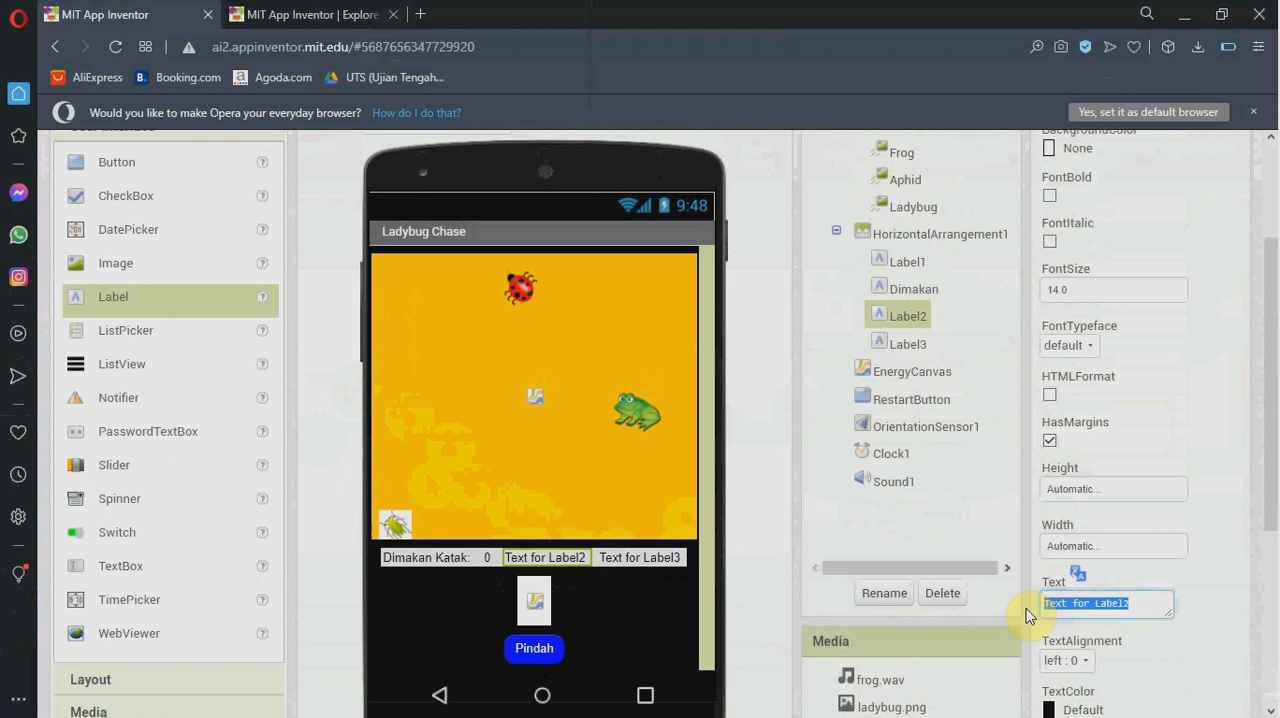 MIT App Inventor
MIT App Inventor | Explore
ai2.appinventor.mit.edu/#5687656347729920
AliExpress
B.
Booking.com
a
Agoda.com
UTS (Ujian Tengah...
Would you like to make Opera your everyday browser?
How do I do that?
Yes, set it as default browser
Button
CheckBox
DatePicker
Image
Label
ListPicker
ListView
Notifier
PasswordTextBox
Slider
Spinner
Switch
TextBox
TimePicker
WebViewer
Layout
Media
9:48
Ladybug Chase
Dimakan Katak: 0 Text for Label2 Text for Label3
Pindah
Frog
Aphid
Ladybug
HorizontalArrangement1
Label1
Dimakan
Label2
Label3
EnergyCanvas
RestartButton
OrientationSensor1
Clock1
Sound1
Rename
Delete
Media
frog.wav
ladybug.png
BackgroundColor
None
FontBold
FontItalic
FontSize
14.0
FontTypeface
default
HTMLFormat
HasMargins
Height
Automatic...
Width
Automatic...
Text
Text for Label2
TextAlignment
left : 0
TextColor
Default